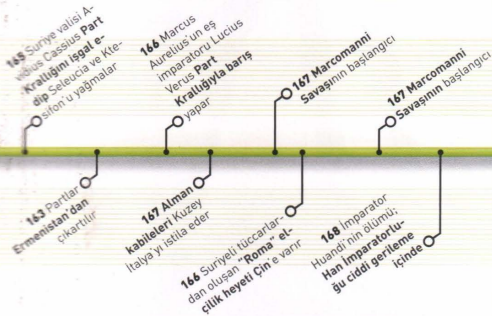 165 Suriye valisi A-
vidius Cassius Part
Krallığını işgal e-
dip Seleucia ve Kte-
sifon'u yağmalar
163 Partlar
Ermenistan'dan
çıkartılır
166 Marcus
Aurelius'un eş
imparatoru Lucius
Verus Part
Krallığıyla barış
yapar
167 Alman
kabileleri Kuzey
İtalya'yı istila eder
167 Marcomanni
Savaşının başlangıcı
166 Suriyeli tüccarlar-
dan oluşan "Roma" el-
çilik heyeti Çin'e varır
167 Marcomanni
Savaşının başlangıcı
168 İmparator
Huandi'nin ölümü;
Han İmparatorlu-
ğu ciddi gerileme
içinde